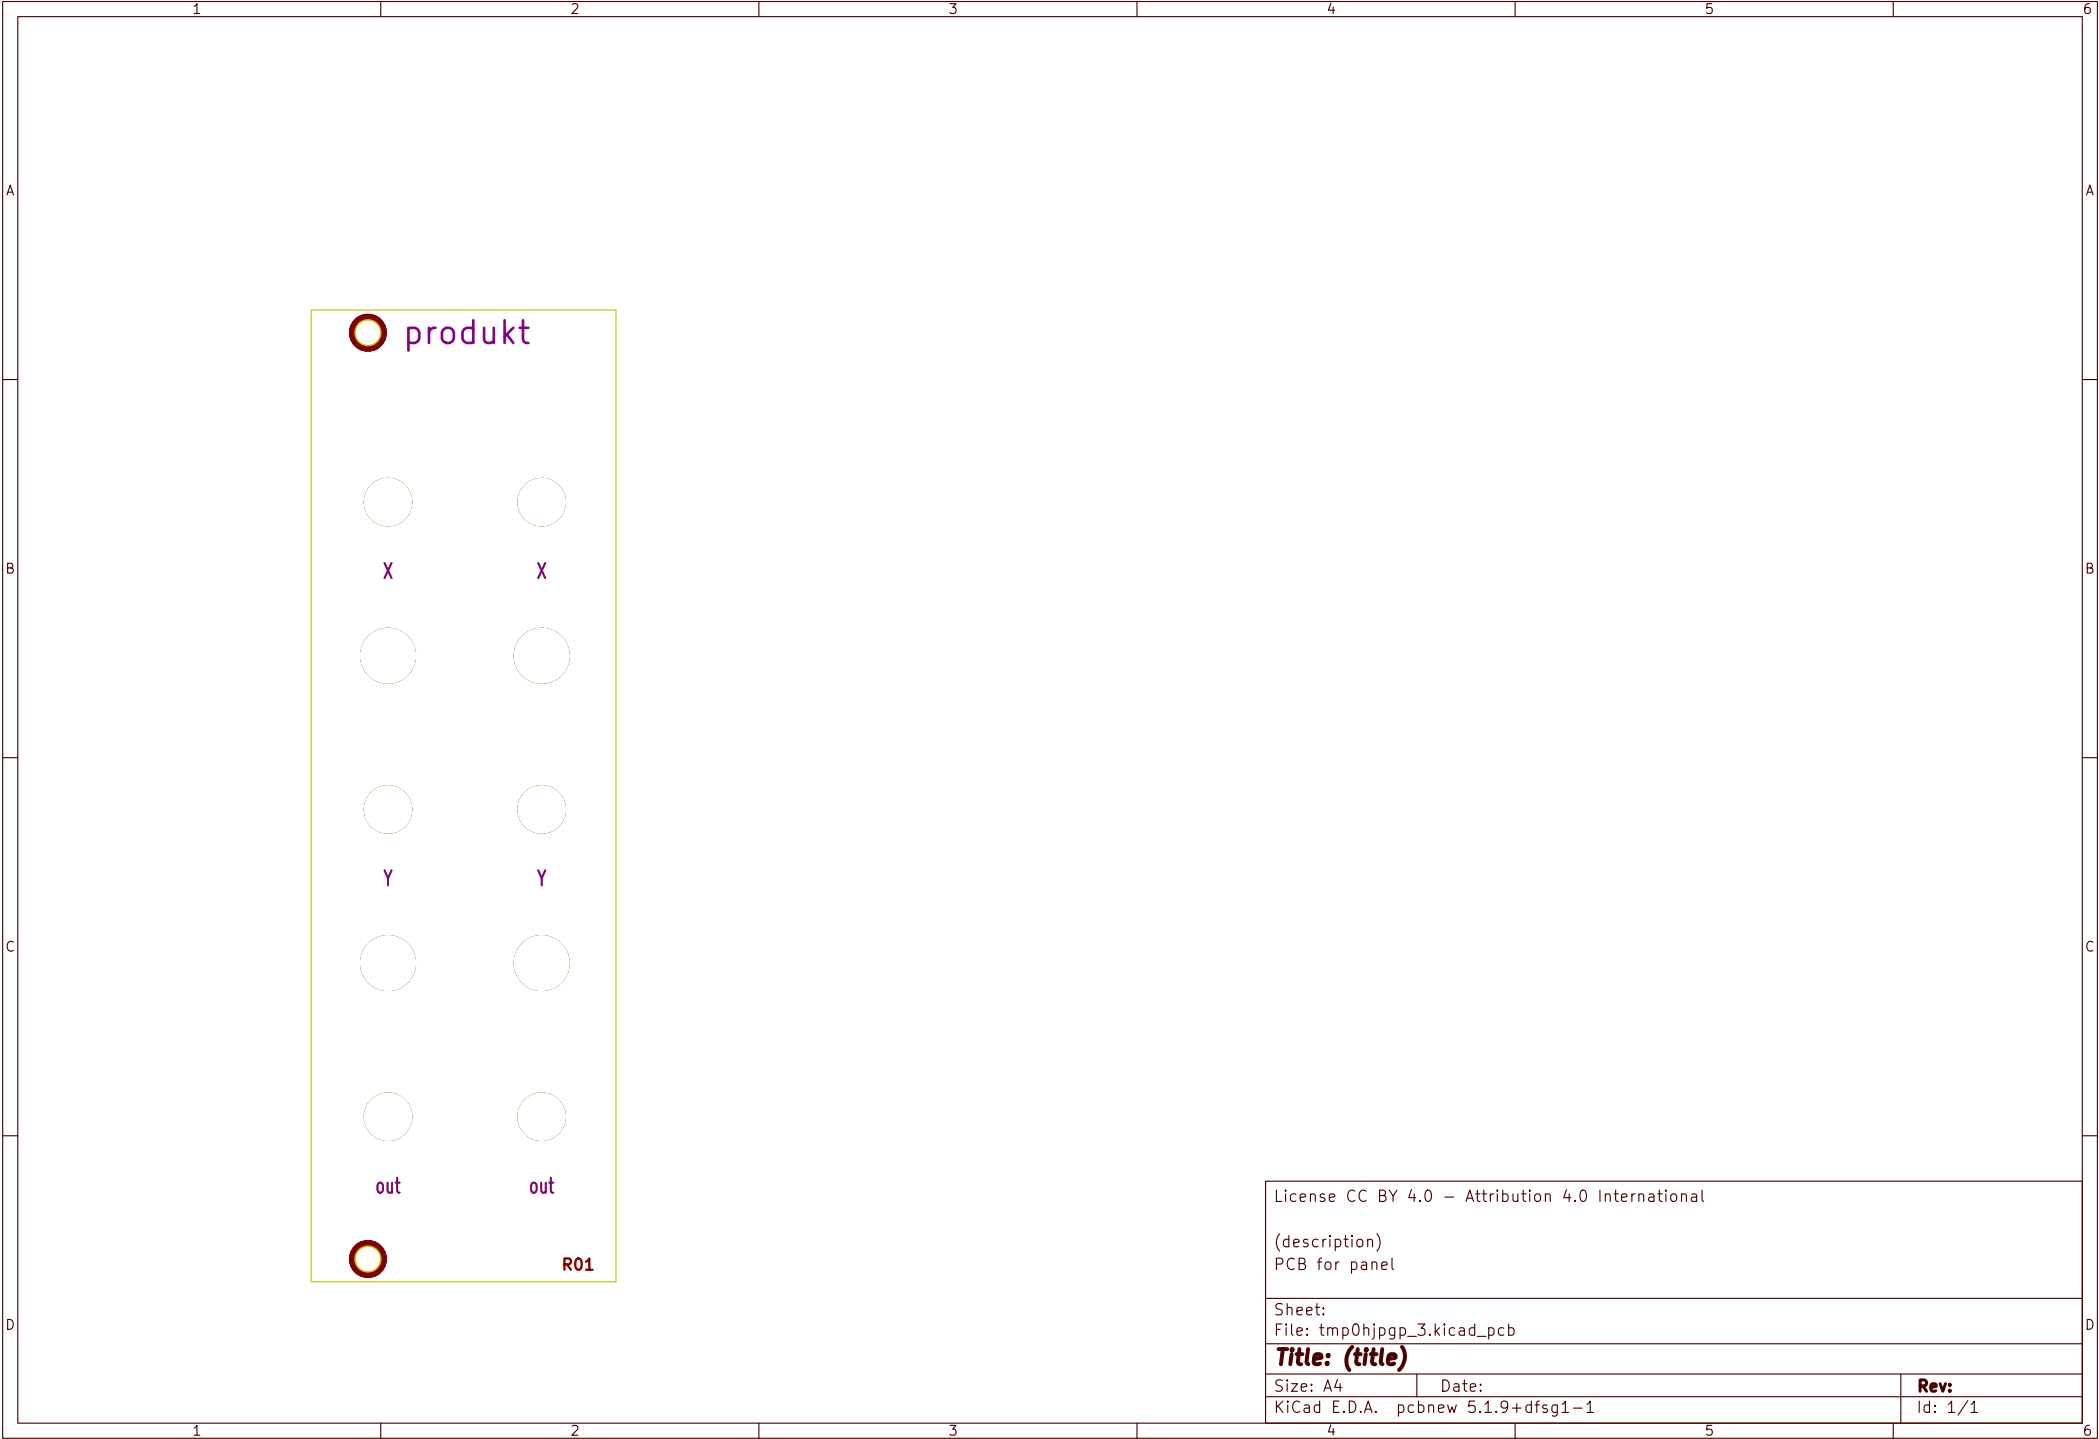 1 2 3 4 5 6
A A
produkt
X X
B B
Y Y
C C
out out
R01
License CC BY 4.0 - Attribution 4.0 International
(description)
PCB for panel
Sheet:
D D
File: tmp0hjpgp_3.kicad_pcb
Title: (title)
Size: A4 Date: Rev:
KiCad E.D.A. pcbnew 5.1.9+dfsg1-1 Id: 1/1
1 2 3 4 5 6